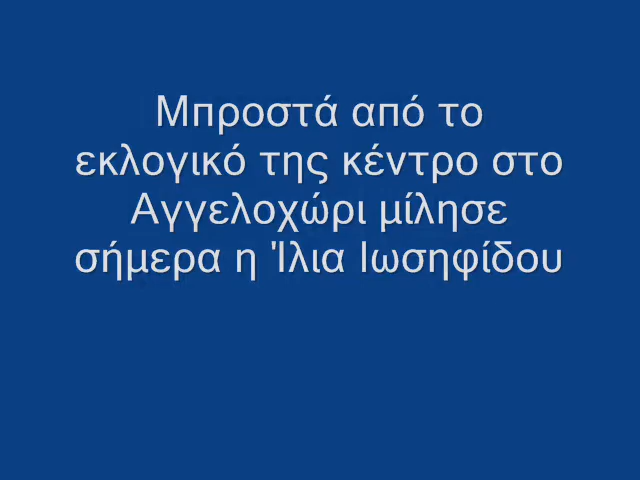 Μπροστά από το
εκλογικό της κέντρο στο
Αγγελοχώρι μίλησε
σήμερα η Ίλια Ιωσηφίδου